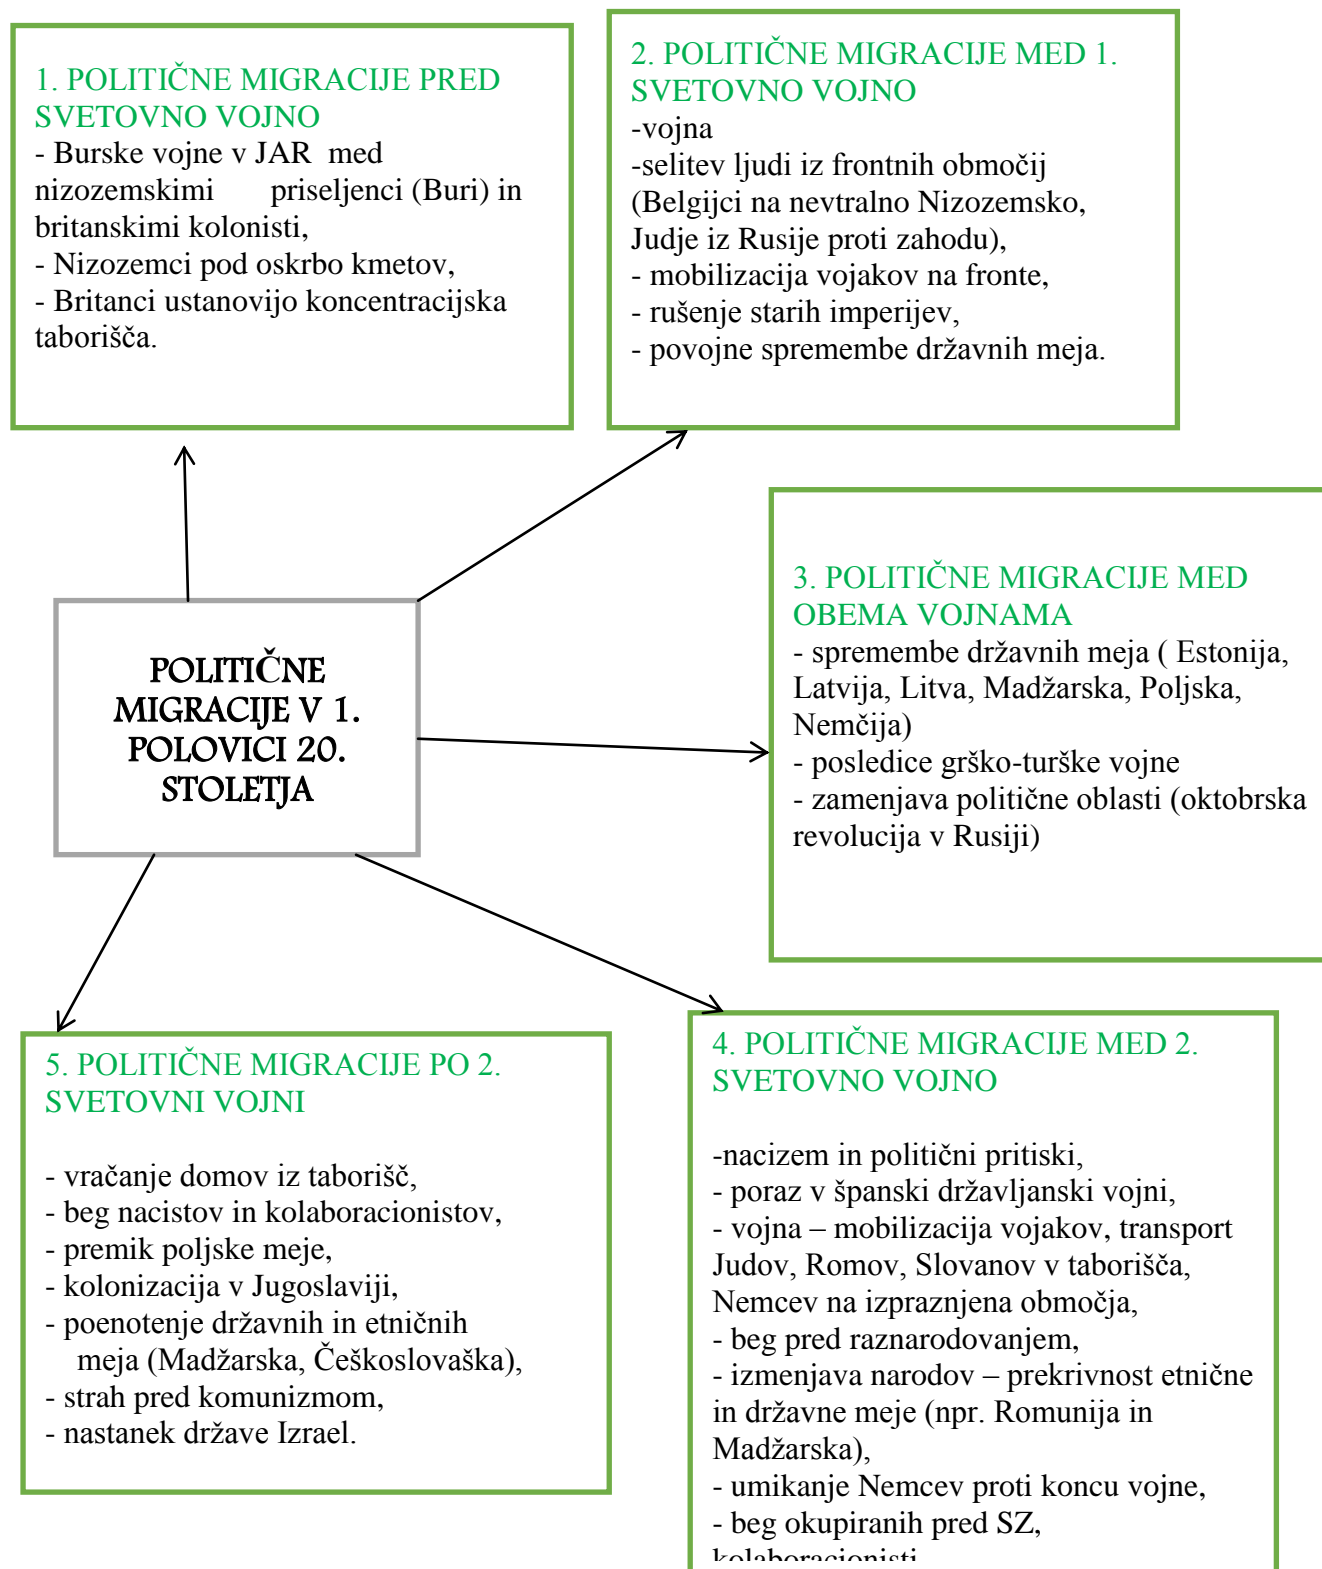 1. POLITIČNE MIGRACIJE PRED
SVETOVNO VOJNO
- Burske vojne v JAR med
nizozemskimi priseljenci (Buri) in
britanskimi kolonisti,
- Nizozemci pod oskrbo kmetov,
- Britanci ustanovijo koncentracijska
taborišča.
2. POLITIČNE MIGRACIJE MED 1.
SVETOVNO VOJNO
-vojna
-selitev ljudi iz frontnih območij
(Belgijci na nevtralno Nizozemsko,
Judje iz Rusije proti zahodu),
- mobilizacija vojakov na fronte,
- rušenje starih imperijev,
- povojne spremembe državnih meja.
3. POLITIČNE MIGRACIJE MED
OBEMA VOJNAMA
- spremembe državnih meja ( Estonija,
Latvija, Litva, Madžarska, Poljska,
Nemčija)
- posledice grško-turške vojne
- zamenjava politične oblasti (oktobrska
revolucija v Rusiji)
POLITIČNE
MIGRACIJE V 1.
POLOVICI 20.
STOLETJA
5. POLITIČNE MIGRACIJE PO 2.
SVETOVNI VOJNI
- vračanje domov iz taborišč,
- beg nacistov in kolaboracionistov,
- premik poljske meje,
- kolonizacija v Jugoslaviji,
- poenotenje državnih in etničnih
meja (Madžarska, Češkoslovaška),
- strah pred komunizmom,
- nastanek države Izrael.
4. POLITIČNE MIGRACIJE MED 2.
SVETOVNO VOJNO
-nacizem in politični pritiski,
- poraz v španski državljanski vojni,
- vojna – mobilizacija vojakov, transport
Judov, Romov, Slovanov v taborišča,
Nemcev na izpraznjena območja,
- beg pred raznarodovanjem,
- izmenjava narodov – prekrivnost etnične
in državne meje (npr. Romunija in
Madžarska),
- umikanje Nemcev proti koncu vojne,
- beg okupiranih pred SZ,
kolaboracionisti